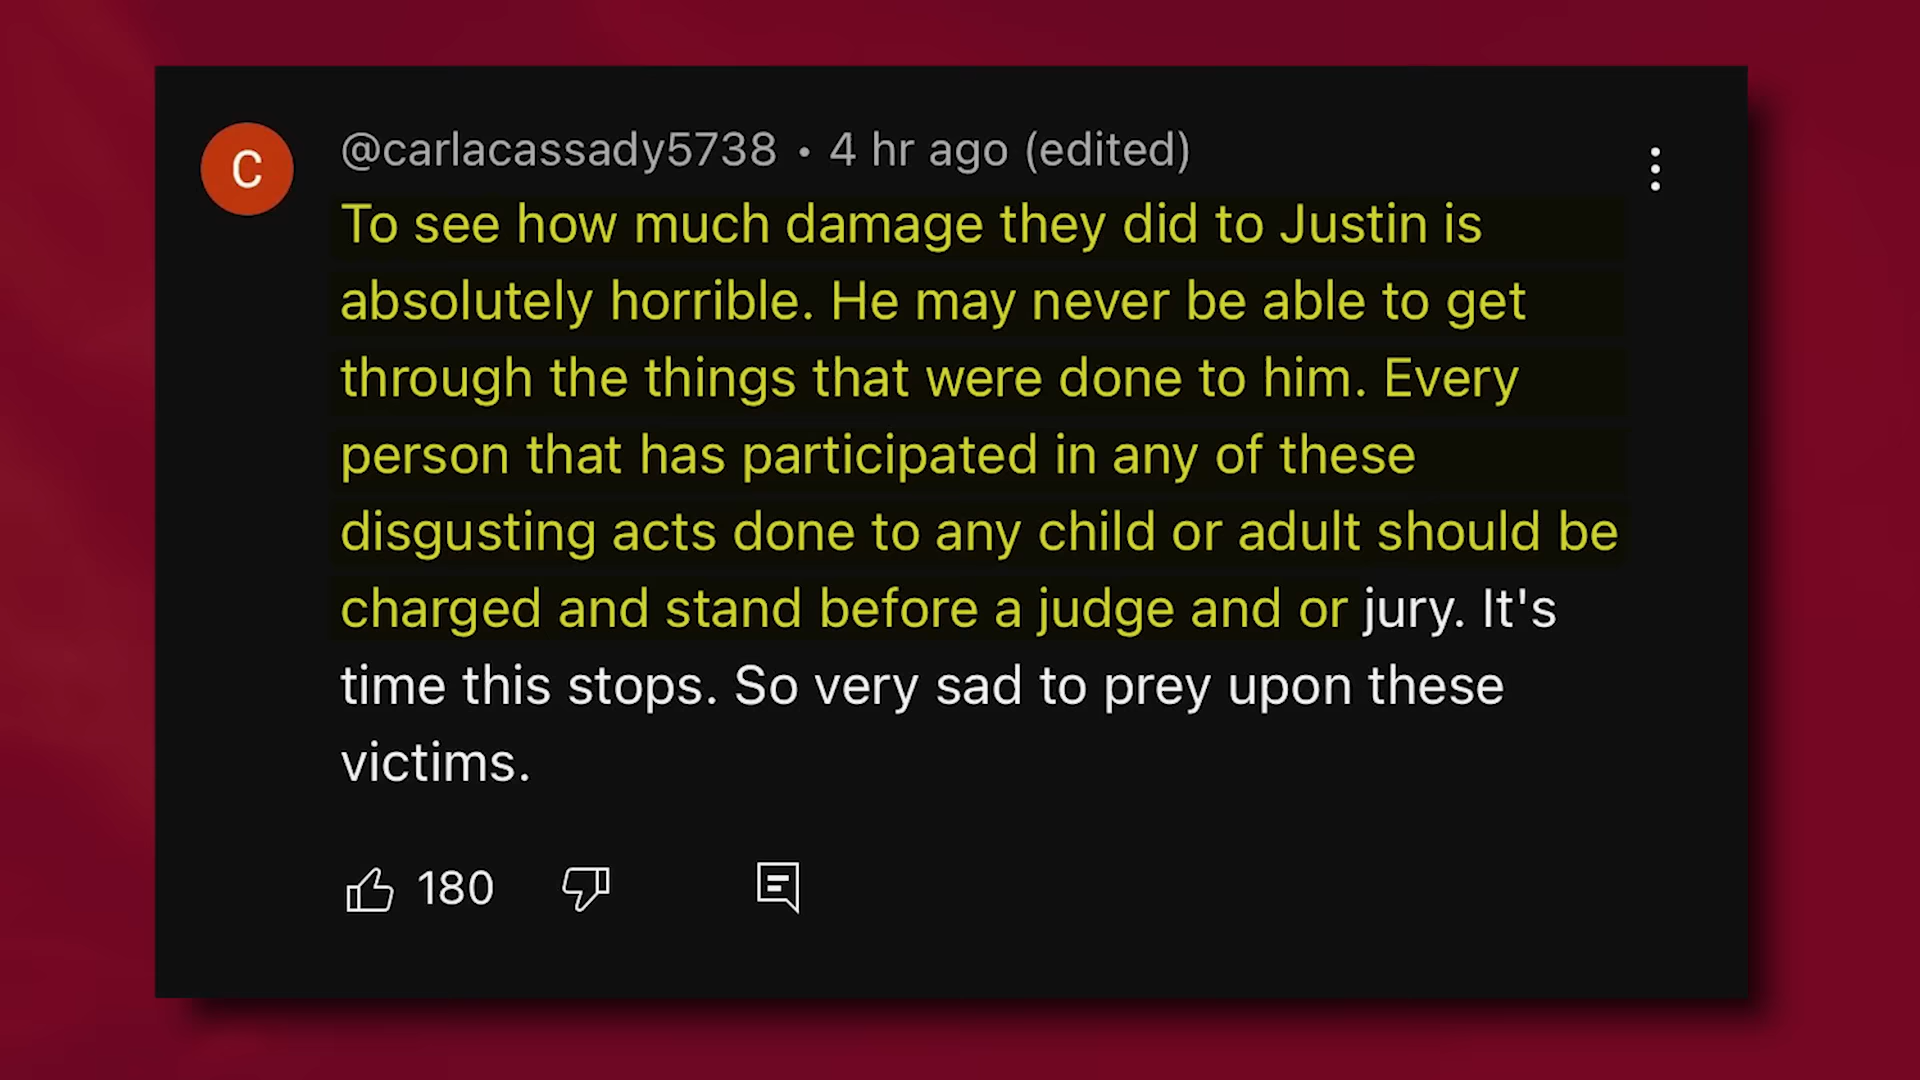 C
@carlacassady5738 • 4 hr ago (edited)
To see how much damage they did to Justin is
absolutely horrible. He may never be able to get
through the things that were done to him. Every
person that has participated in any of these
disgusting acts done to any child or adult should be
charged and stand before a judge and or jury. It's
time this stops. So very sad to prey upon these
victims.
180